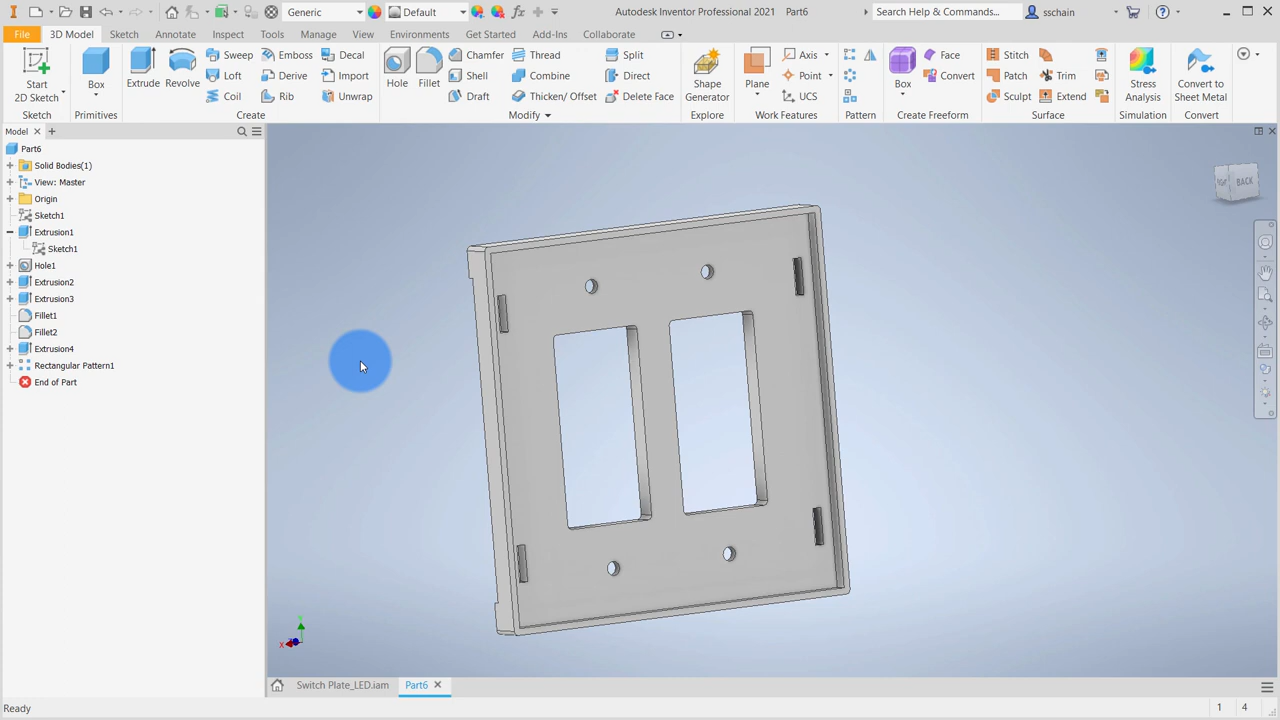 Generic
Default
Autodesk Inventor Professional 2021 Part6
Search Help & Commands...
sschain
File
3D Model
Sketch
Annotate
Inspect
Tools
Manage
View
Environments
Get Started
Add-Ins
Collaborate
Start
2D Sketch
Sketch
Box
Primitives
Extrude
Revolve
Sweep
Loft
Coil
Emboss
Derive
Rib
Decal
Import
Unwrap
Create
Hole
Fillet
Chamfer
Shell
Draft
Thread
Combine
Thicken/ Offset
Split
Direct
Delete Face
Modify
Shape
Generator
Explore
Plane
Axis
Point
UCS
Work Features
Pattern
Box
Face
Convert
Create Freeform
Stitch
Patch
Sculpt
Trim
Extend
Surface
Stress
Analysis
Simulation
Convert to
Sheet Metal
Convert
Model
Part6
Solid Bodies(1)
View: Master
Origin
Sketch1
Extrusion1
Sketch1
Hole1
Extrusion2
Extrusion3
Fillet1
Fillet2
Extrusion4
Rectangular Pattern1
End of Part
BACK
Switch Plate_LED.iam
Part6
Ready
1 4